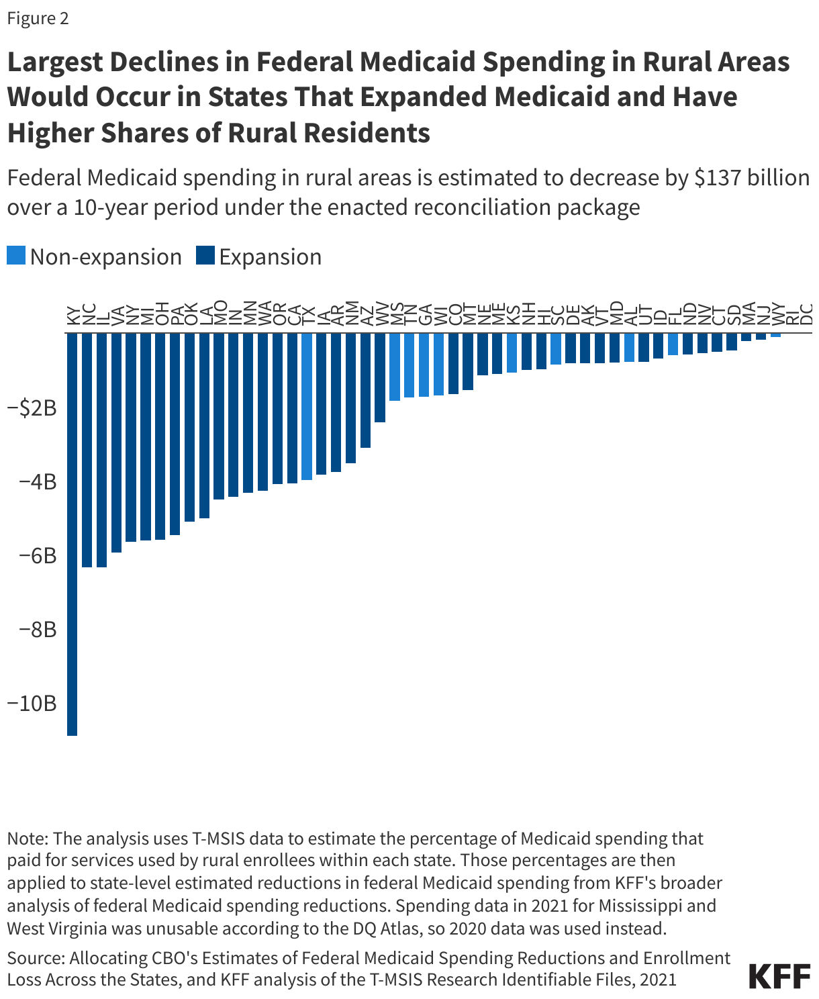 Figure 2
Largest Declines in Federal Medicaid Spending in Rural Areas
Would Occur in States That Expanded Medicaid and Have
Higher Shares of Rural Residents
Federal Medicaid spending in rural areas is estimated to decrease by $137 billion
over a 10-year period under the enacted reconciliation package
Non-expansion Expansion
KY NC IL VA NY MI OH PA OK LA MO IN MN WA OR CA TX IA AR NM AZ WV MS TN GA WI CO MT NE ME KS NH HI SC DE AK VT MD AL UT ID FL ND NV CT SD MA NJ WY RI DC
−$2B
−4B
−6B
−8B
−10B
Note: The analysis uses T-MSIS data to estimate the percentage of Medicaid spending that
paid for services used by rural enrollees within each state. Those percentages are then
applied to state-level estimated reductions in federal Medicaid spending from KFF's broader
analysis of federal Medicaid spending reductions. Spending data in 2021 for Mississippi and
West Virginia was unusable according to the DQ Atlas, so 2020 data was used instead.
Source: Allocating CBO's Estimates of Federal Medicaid Spending Reductions and Enrollment
Loss Across the States, and KFF analysis of the T-MSIS Research Identifiable Files, 2021
KFF